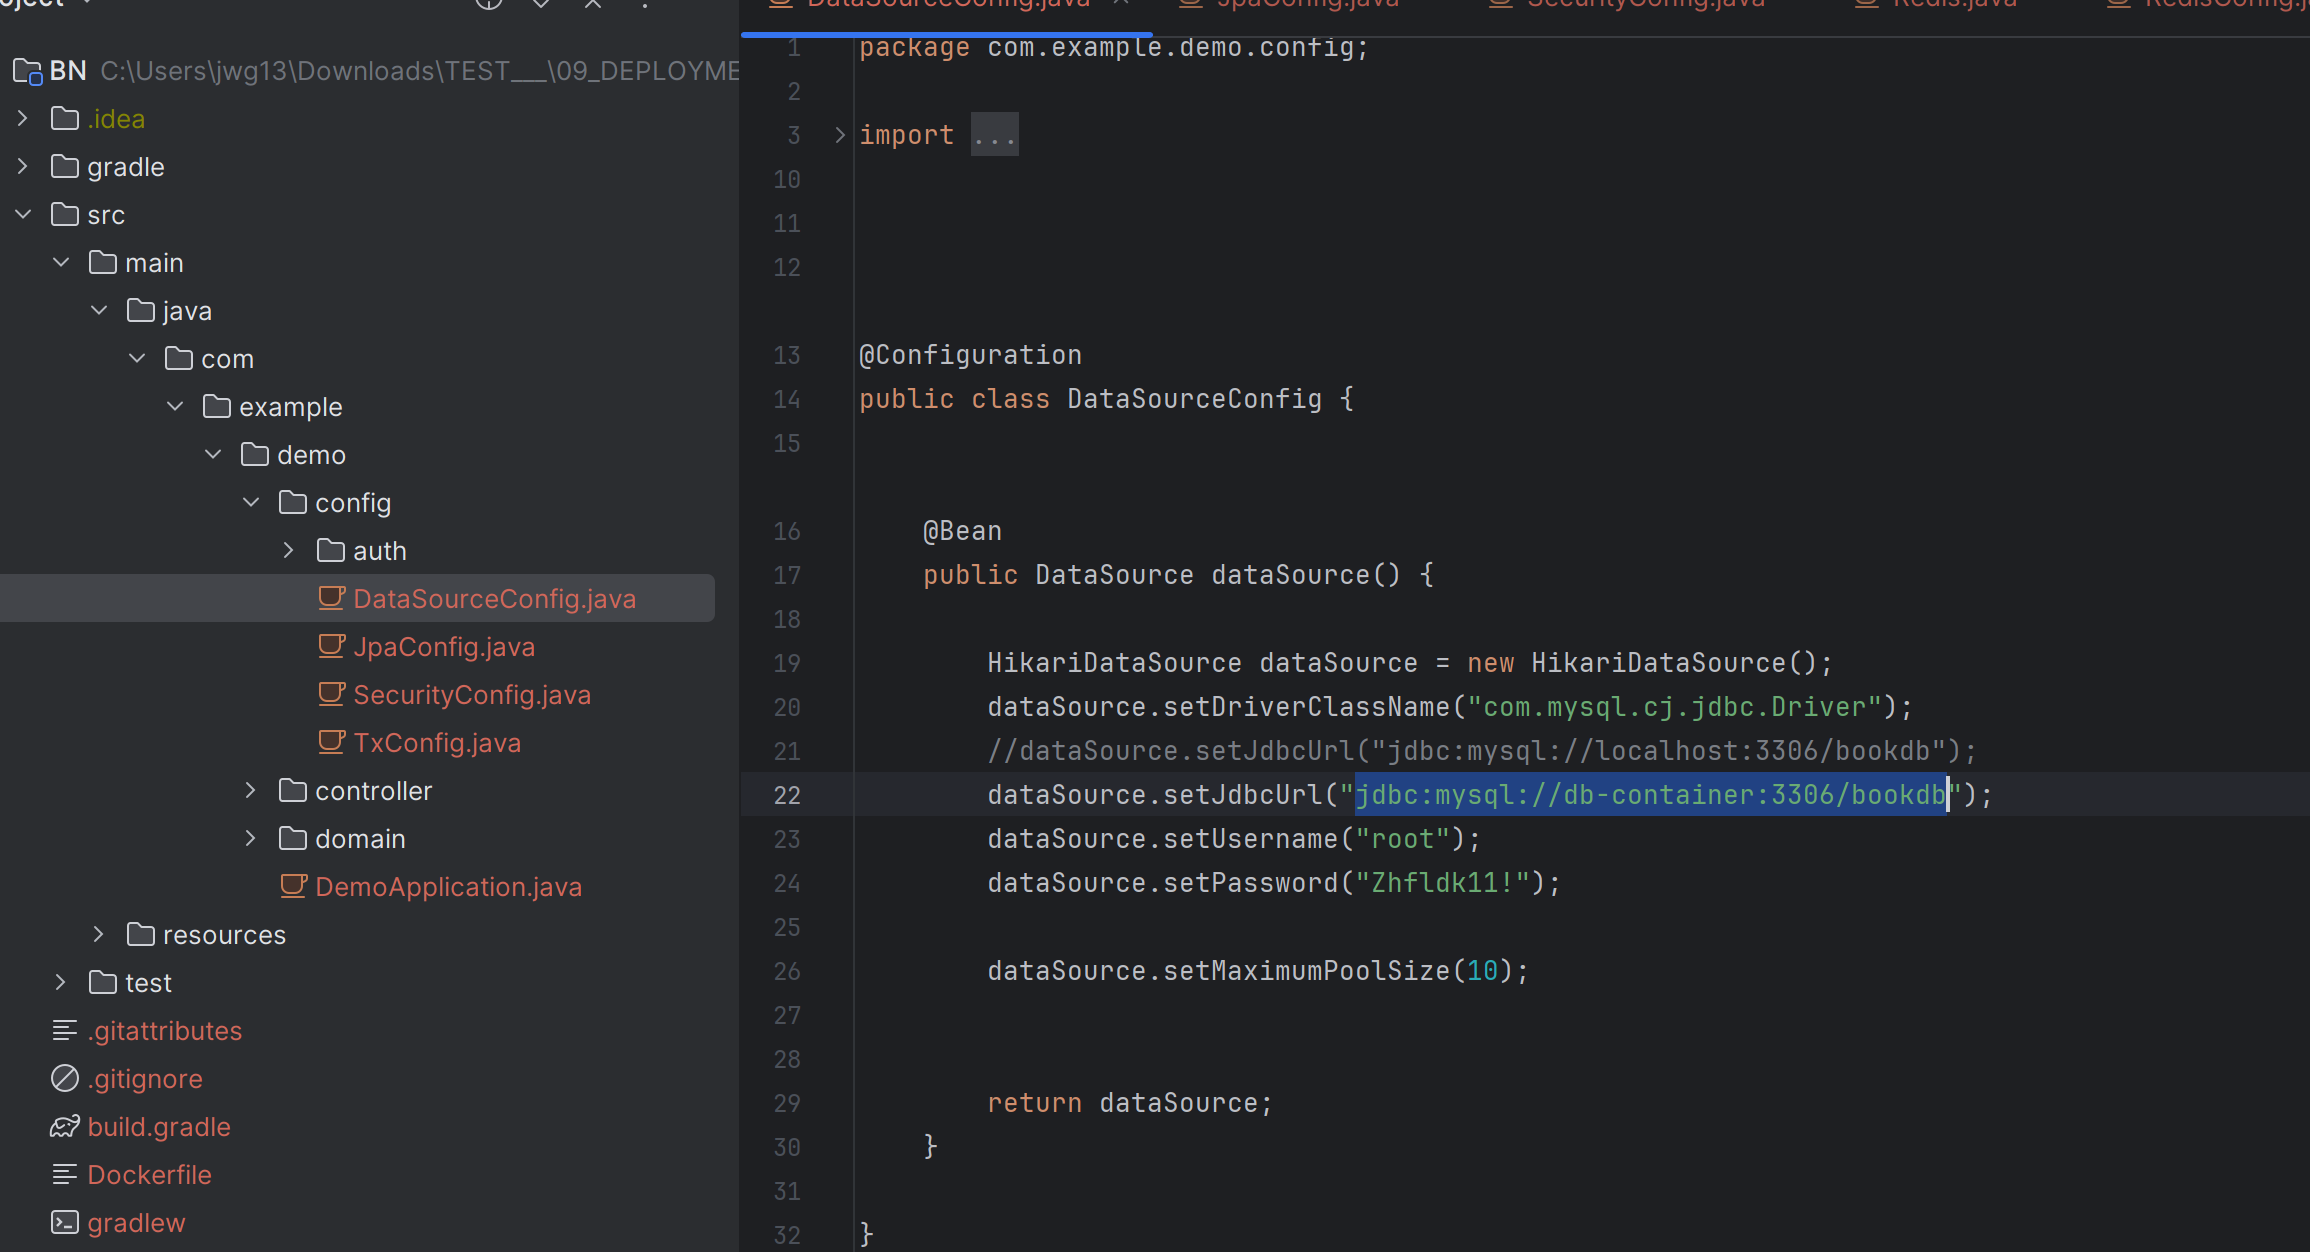 BN C:\Users\jwg13\Downloads\TEST___\09_DEPLOYME
.idea
gradle
src
main
java
com
example
demo
config
auth
DataSourceConfig.java
JpaConfig.java
SecurityConfig.java
TxConfig.java
controller
domain
DemoApplication.java
resources
test
.gitattributes
.gitignore
build.gradle
Dockerfile
gradlew
DataSourceConfig.java JpaConfig.java SecurityConfig.java Redis.java
1 package com.example.demo.config;
2
3 import ...
10
11
12
13 @Configuration
14 public class DataSourceConfig {
15
16 @Bean
17 public DataSource dataSource() {
18
19 HikariDataSource dataSource = new HikariDataSource();
20 dataSource.setDriverClassName("com.mysql.cj.jdbc.Driver");
21 //dataSource.setJdbcUrl("jdbc:mysql://localhost:3306/bookdb");
22 dataSource.setJdbcUrl("jdbc:mysql://db-container:3306/bookdb");
23 dataSource.setUsername("root");
24 dataSource.setPassword("Zhfldk11!");
25
26 dataSource.setMaximumPoolSize(10);
27
28
29 return dataSource;
30 }
31
32 }